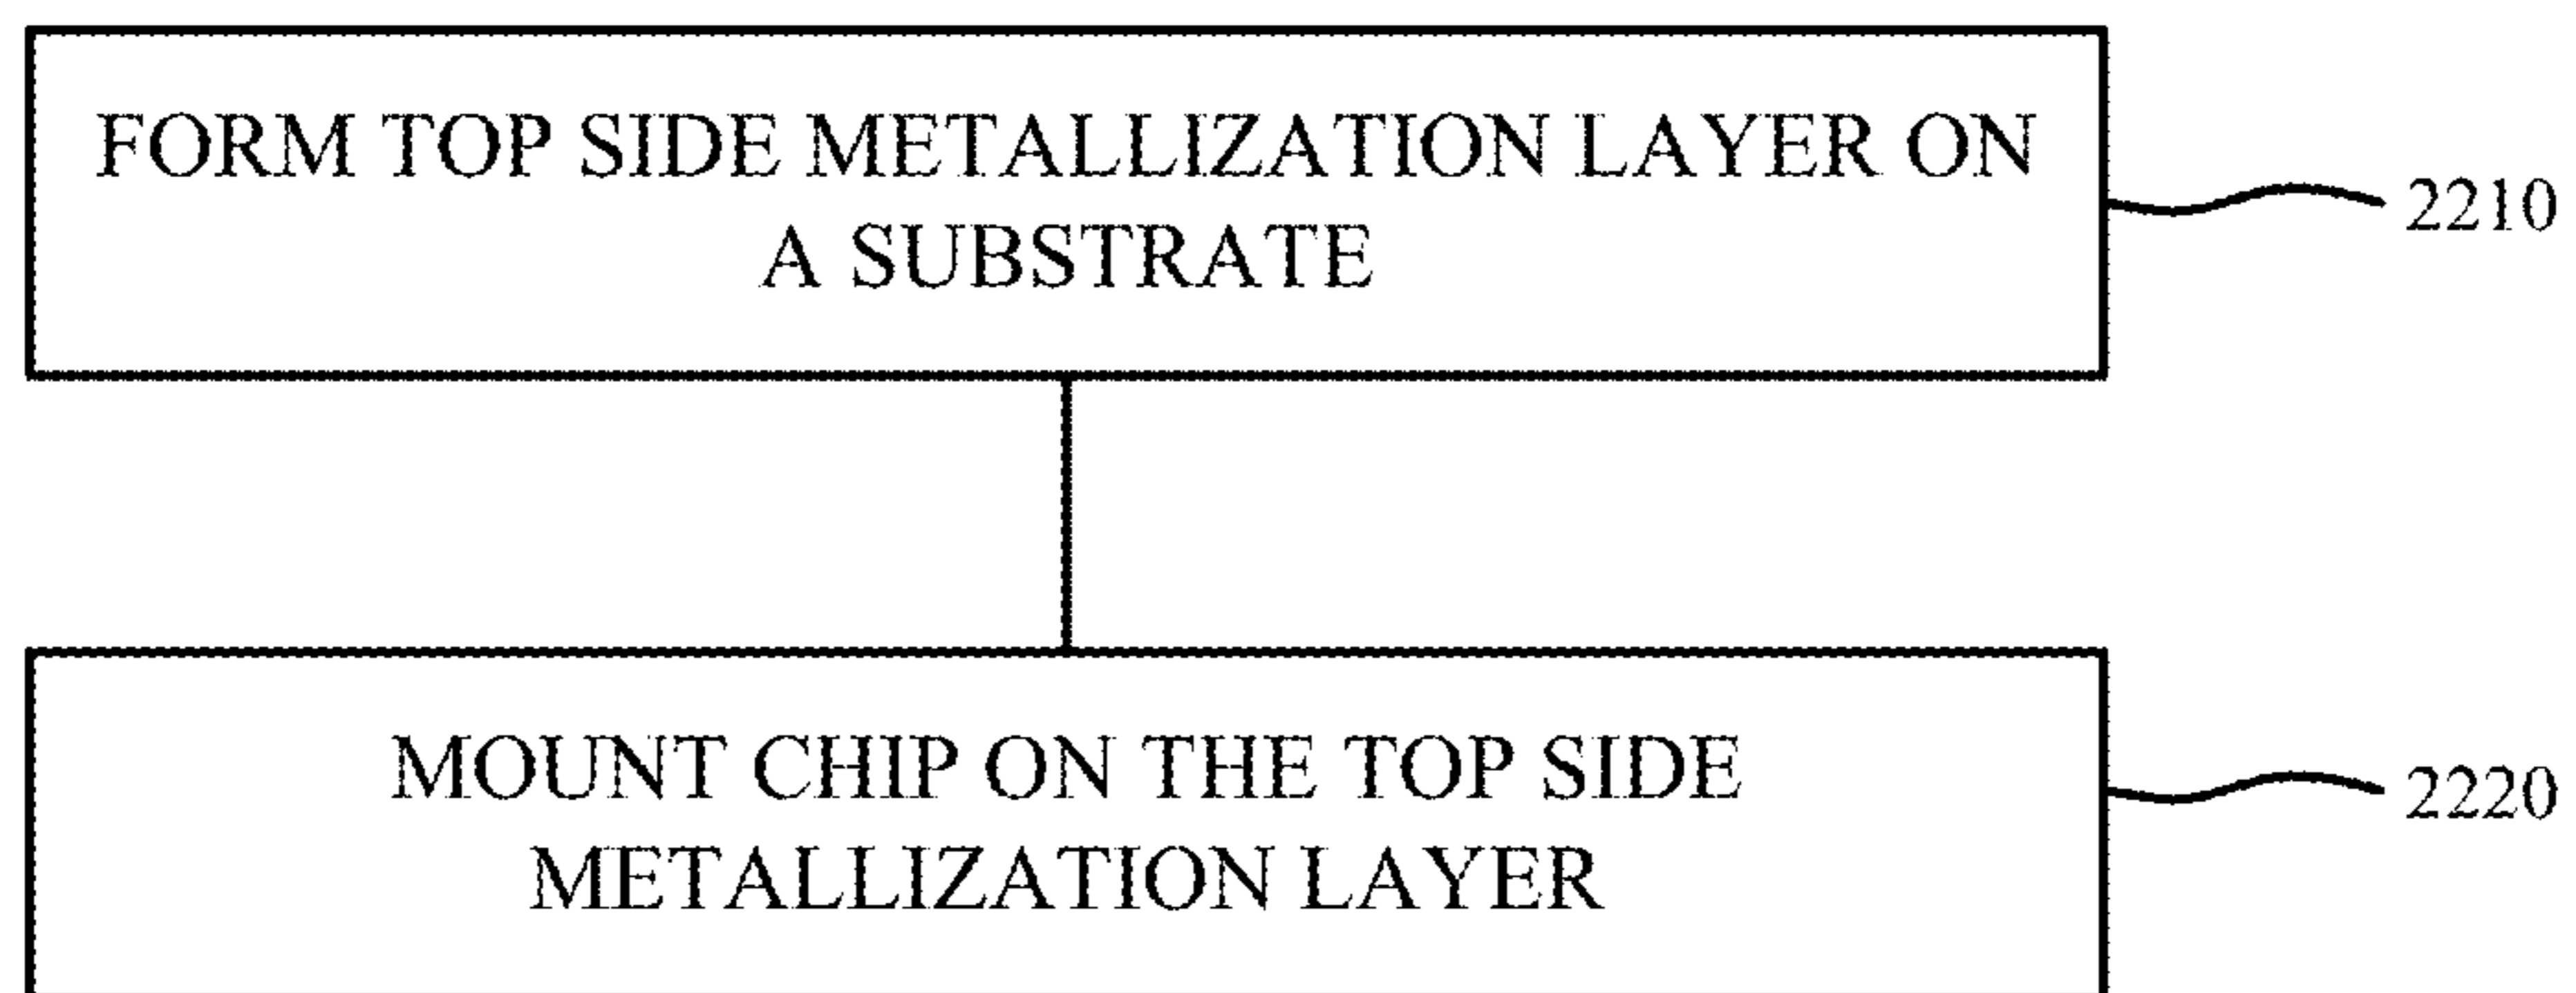 FORM TOP SIDE METALLIZATION LAYER ON
A SUBSTRATE
2210
MOUNT CHIP ON THE TOP SIDE
METALLIZATION LAYER
2220